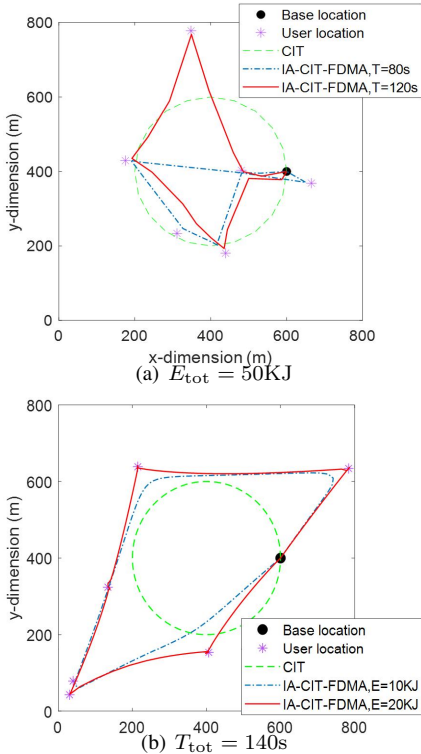 800
600
400
200
0
y-dimension (m)
Base location
User location
CIT
IA-CIT-FDMA,T=80s
IA-CIT-FDMA,T=120s
0 200 400 600 800
x-dimension (m)
(a) E_tot = 50KJ
800
600
400
200
0
y-dimension (m)
Base location
User location
CIT
IA-CIT-FDMA,E=10KJ
IA-CIT-FDMA,E=20KJ
0 200 400 600 800
(b) T_tot = 140s